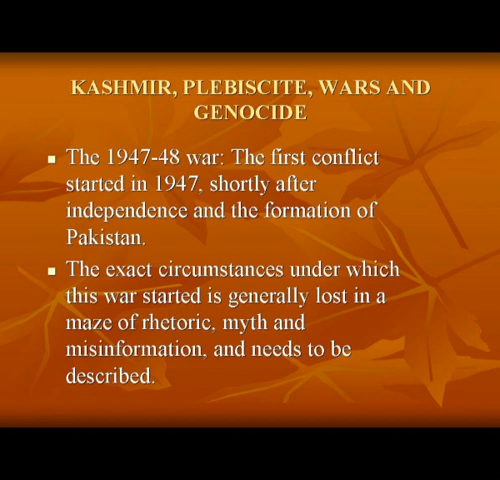 KASHMIR, PLEBISCITE, WARS AND
GENOCIDE
The 1947-48 war: The first conflict
started in 1947, shortly after
independence and the formation of
Pakistan.
The exact circumstances under which
this war started is generally lost in a
maze of rhetoric, myth and
misinformation, and needs to be
described.